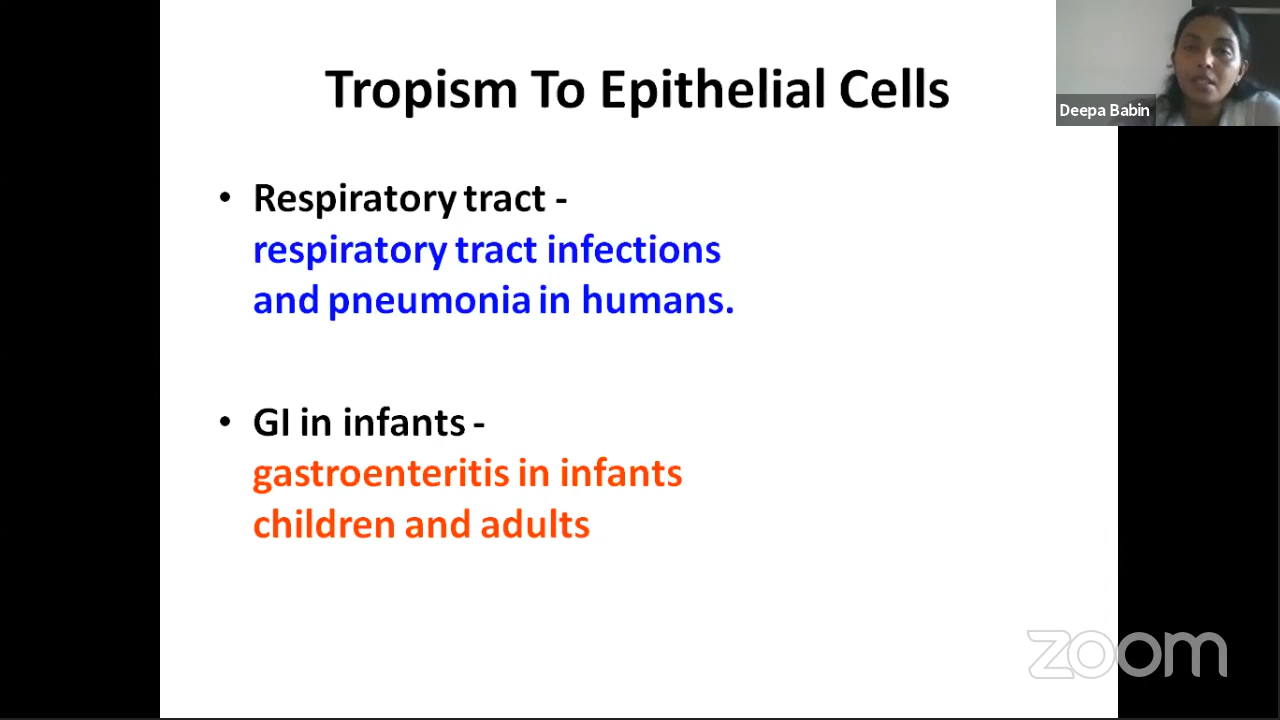 Tropism To Epithelial Cells
Deepa Babin
• Respiratory tract -
respiratory tract infections
and pneumonia in humans.
• GI in infants -
gastroenteritis in infants
children and adults
zoom